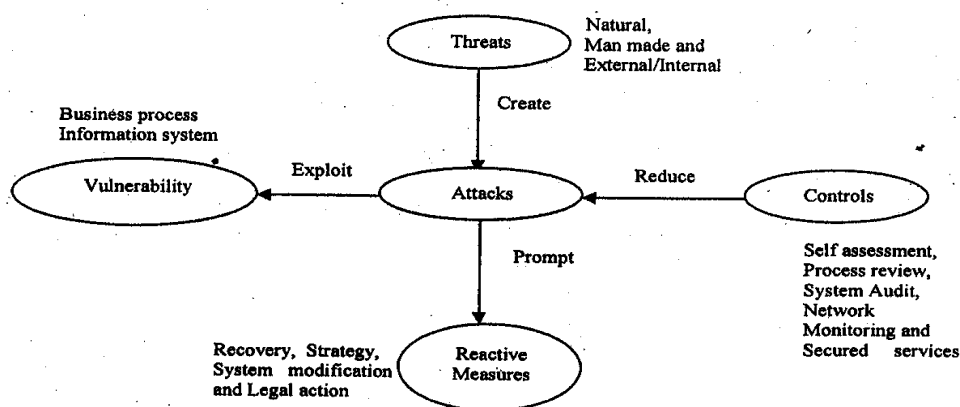 Threats
Natural,
Man made and
External/Internal
Create
Business process
Information system
Exploit
Reduce
Vulnerability
Attacks
Controls
Prompt
Self assessment,
Process review,
System Audit,
Network
Monitoring and
Secured services
Recovery, Strategy,
System modification
and Legal action
Reactive
Measures